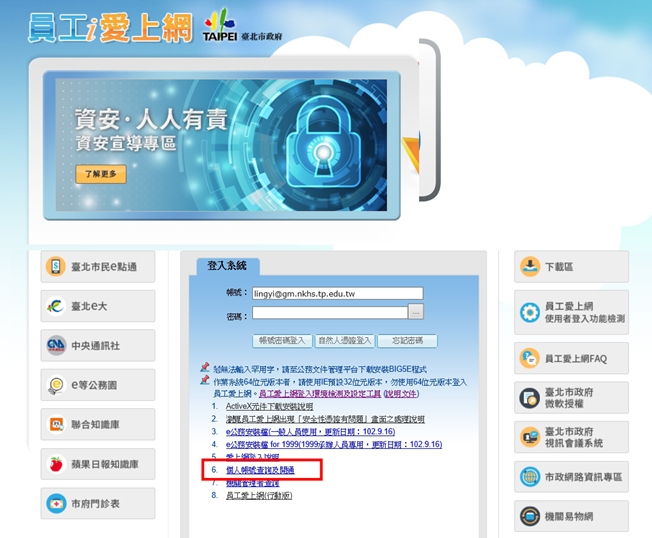 員工i愛上網
TAIPEI 臺北市政府
資安·人人有責
資安宣導專區
了解更多
臺北市民e點通
臺北e大
中央通訊社
e等公務園
聯合知識庫
蘋果日報知識庫
市府門診表
登入系統
帳號：
lingyi@gm.nkhs.tp.edu.tw
密碼：
...
帳號密碼登入
自然人憑證登入
忘記密碼
如無法輸入罕用字，請至公務文件管理平台下載安裝BIG5E程式
作業系統64位元版本者，請使用IE預設32位元版本，勿使用64位元版本登入
員工愛上網。員工愛上網登入環境檢測及設定工具 (說明文件)
1. ActiveX元件下載安裝說明
2. 瀏覽員工愛上網出現「安全性憑證有問題」畫面之處理說明
3. e公務安裝檔(一般人員使用，更新日期：102.9.16)
4. e公務安裝檔 for 1999(1999承辦人員專用，更新日期：102.9.16)
5. 愛上網登入說明
6. 個人帳號查詢及開通
7. 機關管理者查詢
8. 員工愛上網(行動版)
下載區
員工愛上網
使用者登入功能檢測
員工愛上網FAQ
臺北市政府
微軟授權
臺北市政府
視訊會議系統
市政網路資訊專區
機關易物網